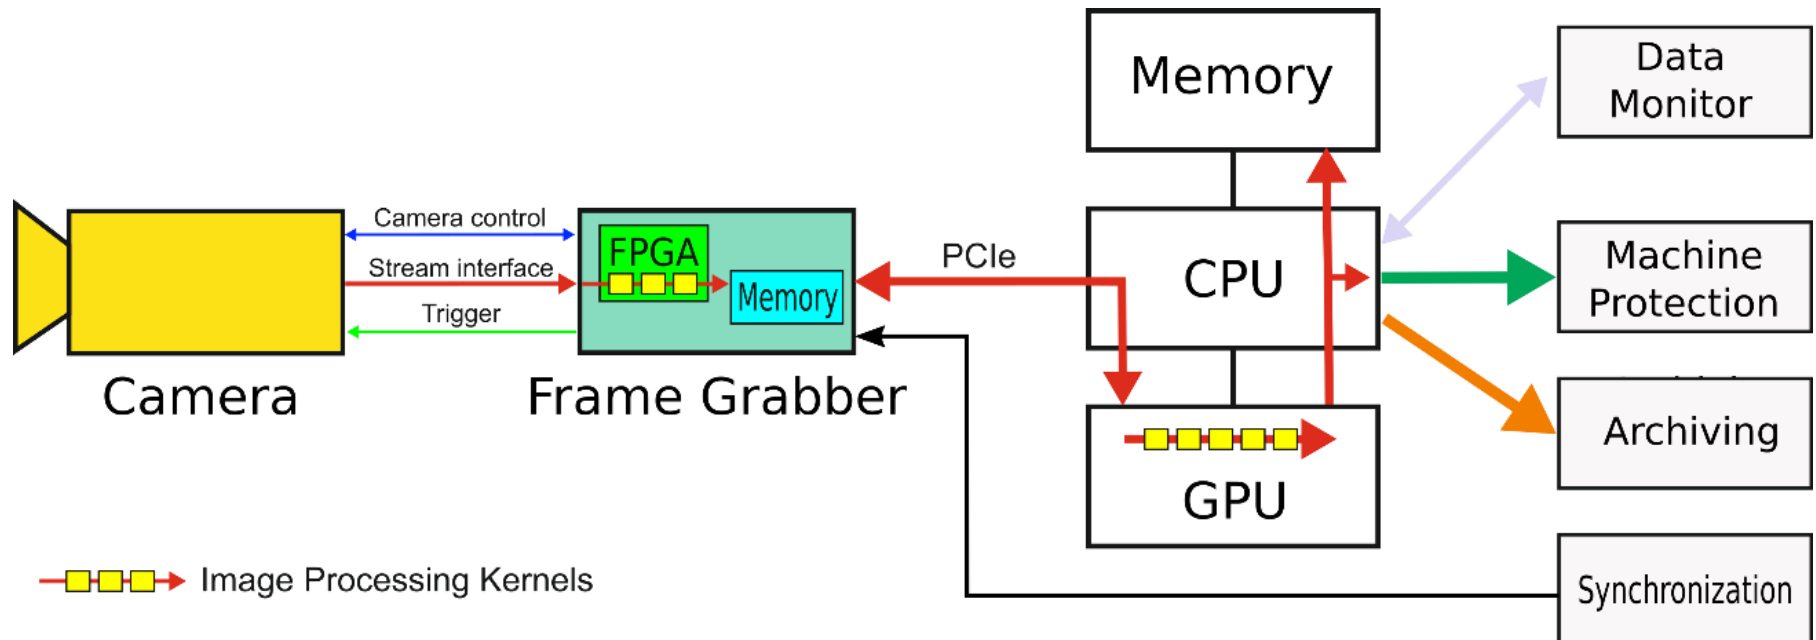 Memory
Data
Monitor
Camera control
Stream interface
Trigger
FPGA
Memory
PCIe
CPU
Machine
Protection
Camera
Frame Grabber
Archiving
GPU
Image Processing Kernels
Synchronization